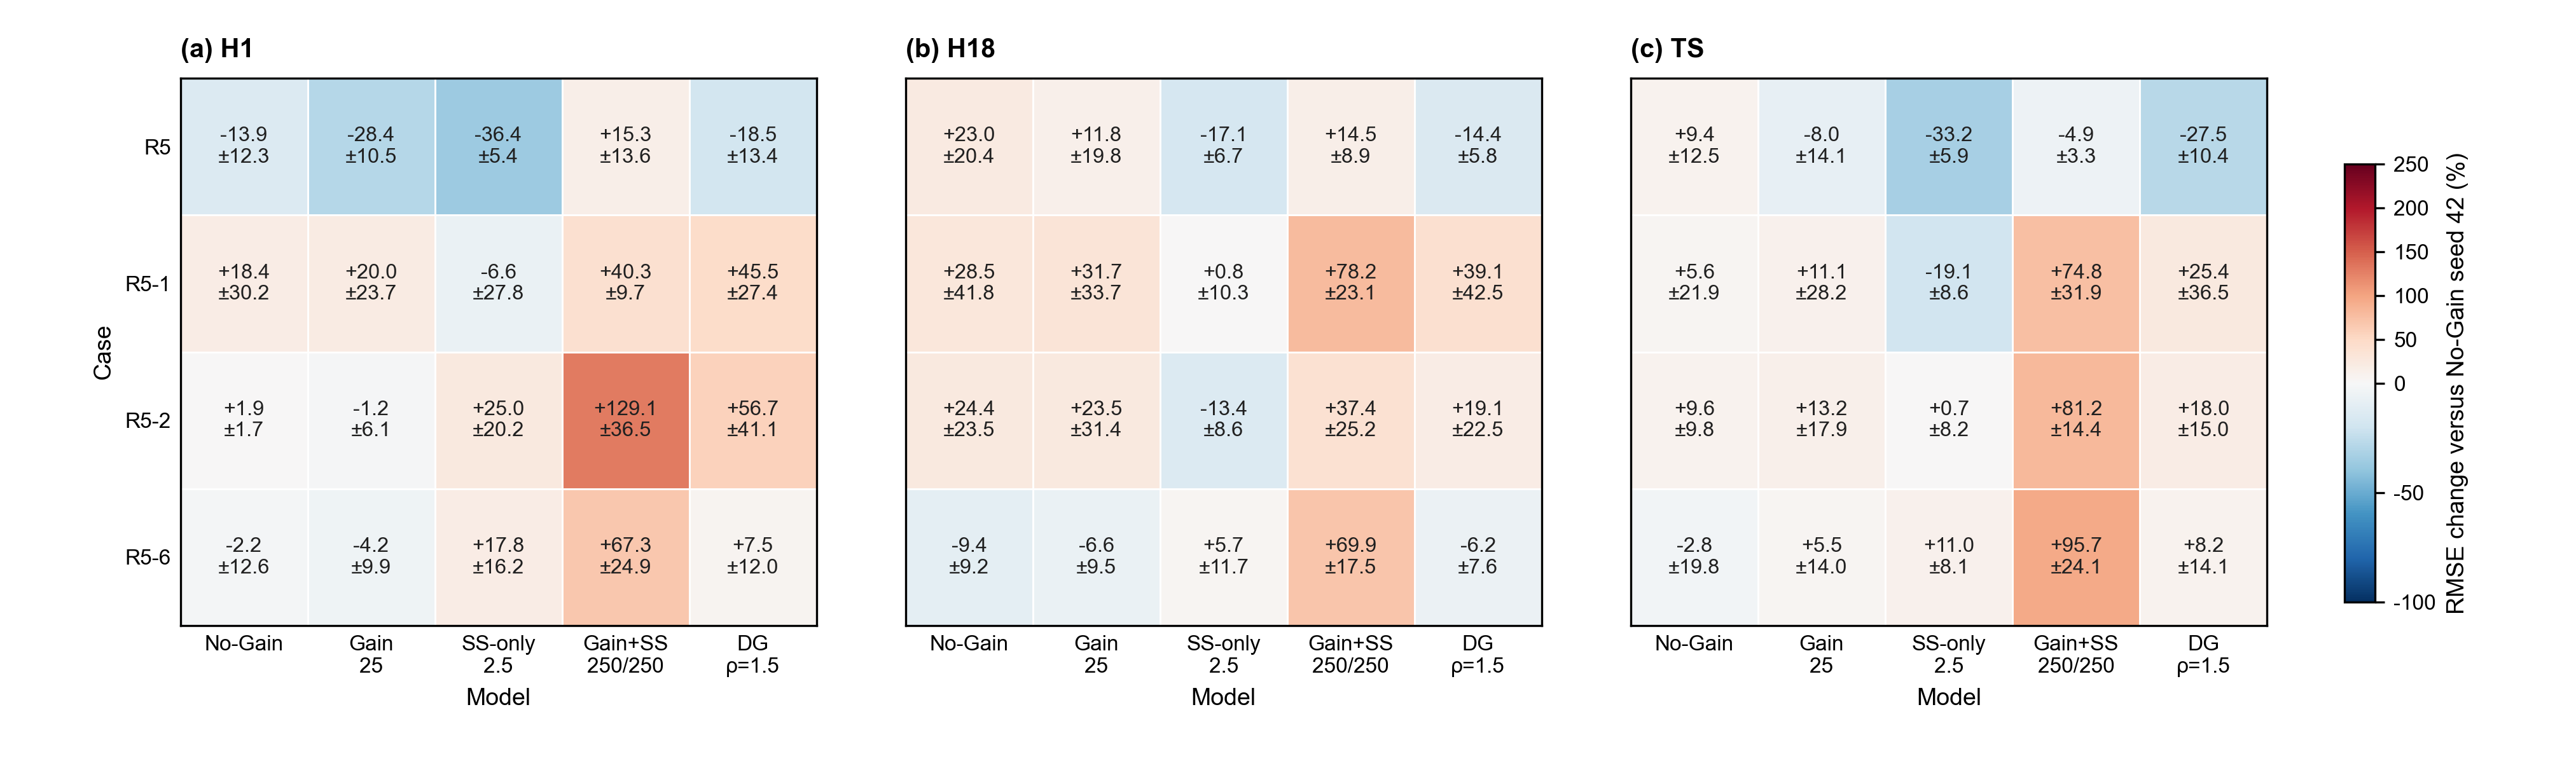 (a) H1
(b) H18
(c) TS
Case
R5
-13.9 -28.4 -36.4 +15.3 -18.5
±12.3 ±10.5 ±5.4 ±13.6 ±13.4
R5-1
+18.4 +20.0 -6.6 +40.3 +45.5
±30.2 ±23.7 ±27.8 ±9.7 ±27.4
R5-2
+1.9 -1.2 +25.0 +129.1 +56.7
±1.7 ±6.1 ±20.2 ±36.5 ±41.1
R5-6
-2.2 -4.2 +17.8 +67.3 +7.5
±12.6 ±9.9 ±16.2 ±24.9 ±12.0
No-Gain Gain SS-only Gain+SS DG
25 2.5 250/250 ρ=1.5
Model
+23.0 +11.8 -17.1 +14.5 -14.4
±20.4 ±19.8 ±6.7 ±8.9 ±5.8
+28.5 +31.7 +0.8 +78.2 +39.1
±41.8 ±33.7 ±10.3 ±23.1 ±42.5
+24.4 +23.5 -13.4 +37.4 +19.1
±23.5 ±31.4 ±8.6 ±25.2 ±22.5
-9.4 -6.6 +5.7 +69.9 -6.2
±9.2 ±9.5 ±11.7 ±17.5 ±7.6
No-Gain Gain SS-only Gain+SS DG
25 2.5 250/250 ρ=1.5
Model
+9.4 -8.0 -33.2 -4.9 -27.5
±12.5 ±14.1 ±5.9 ±3.3 ±10.4
+5.6 +11.1 -19.1 +74.8 +25.4
±21.9 ±28.2 ±8.6 ±31.9 ±36.5
+9.6 +13.2 +0.7 +81.2 +18.0
±9.8 ±17.9 ±8.2 ±14.4 ±15.0
-2.8 +5.5 +11.0 +95.7 +8.2
±19.8 ±14.0 ±8.1 ±24.1 ±14.1
No-Gain Gain SS-only Gain+SS DG
25 2.5 250/250 ρ=1.5
Model
250
200
150
100
50
0
-50
-100
RMSE change versus No-Gain seed 42 (%)